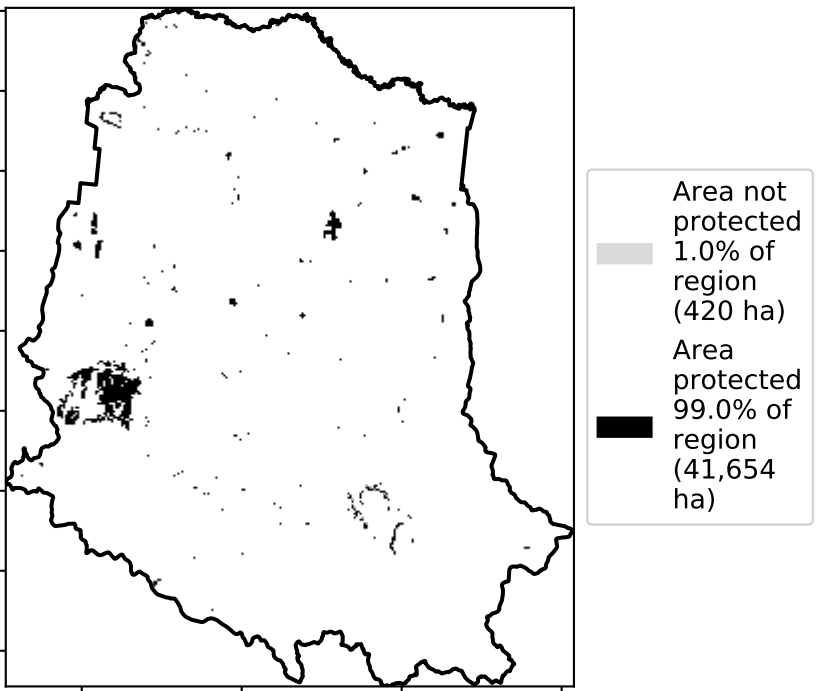 Area not
protected
1.0% of
region
(420 ha)
Area
protected
99.0% of
region
(41,654
ha)